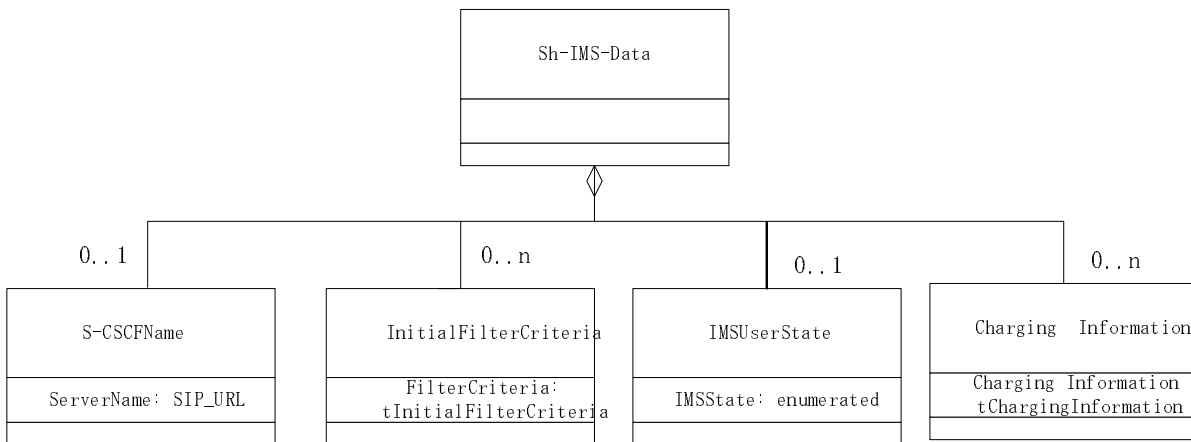 Sh-IMS-Data
0..1
0..n
0..1
0..n
S-CSCFName
InitialFilterCriteria
IMSUserState
Charging Information
ServerName: SIP_URL
FilterCriteria:
tInitialFilterCriteria
IMSState: enumerated
Charging Information
tChargingInformation